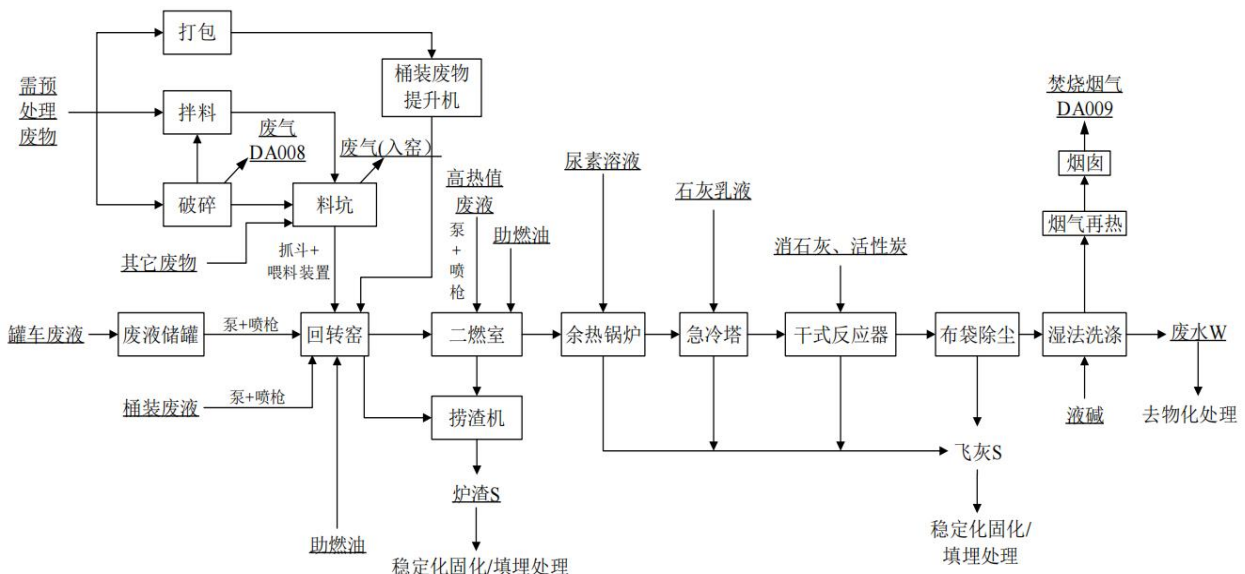 打包
桶装废物
提升机
需预
处理
废物
拌料
废气
DA008
废气(入窑)
破碎
料坑
其它废物
抓斗+
喂料装置
高热值
废液
泵
+
喷
枪
助燃油
尿素溶液
石灰乳液
消石灰、活性炭
焚烧烟气
DA009
烟囱
烟气再热
罐车废液
废液储罐
泵+喷枪
回转窑
二燃室
余热锅炉
急冷塔
干式反应器
布袋除尘
湿法洗涤
废水W
桶装废液
泵+喷枪
捞渣机
液碱
去物化处理
飞灰S
炉渣S
助燃油
稳定化固化/填埋处理
稳定化固化/
填埋处理